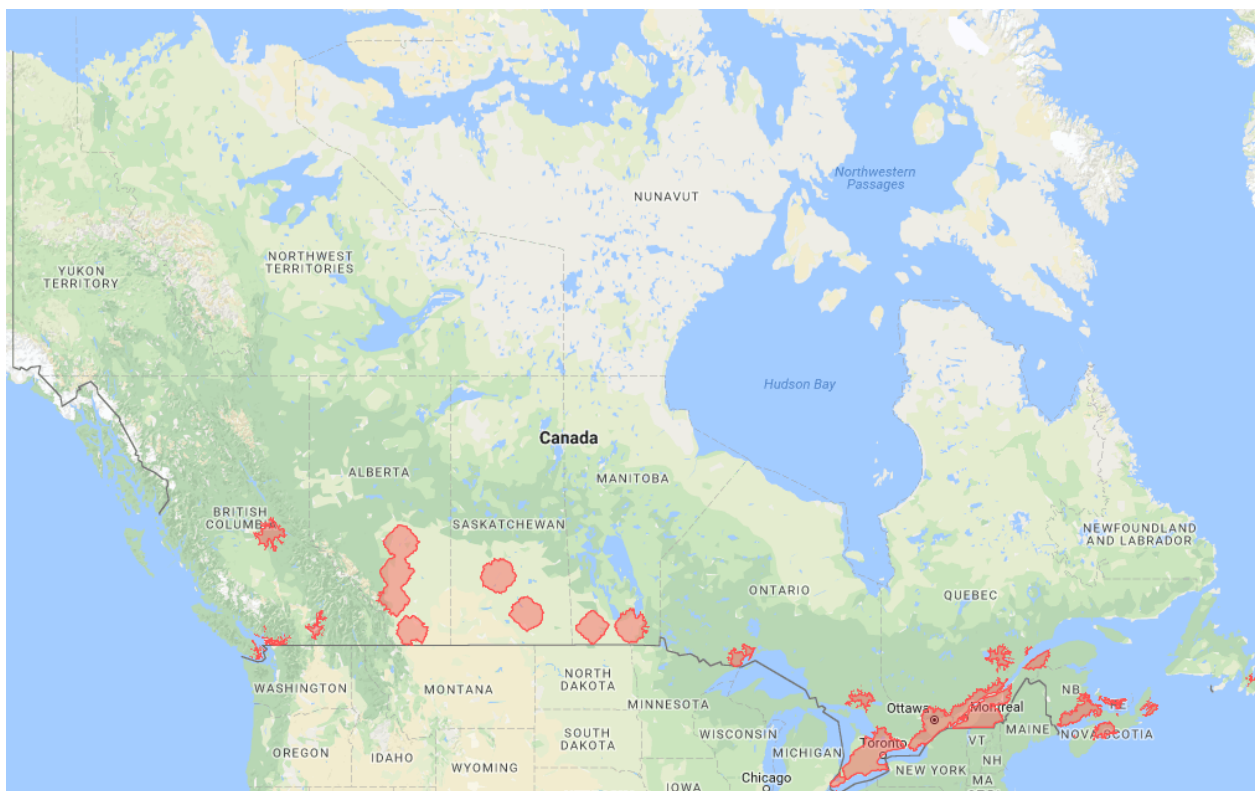 NUNAVUT
Northwestern
Passages
NORTHWEST
TERRITORIES
YUKON
TERRITORY
Hudson Bay
Canada
ALBERTA
MANITOBA
BRITISH
COLUMB
SASKATCHEWAN
NEWFOUNDLAND
AND LABRADOR
ONTARIO
QUEBEC
WASHINGTON
MONTANA
NORTH
DAKOTA
MINNESOTA
Ottawa
Montreal
NB
PE
MAINE
NOVA SCOTIA
OREGON
IDAHO
SOUTH
DAKOTA
WISCONSIN
MICHIGAN
Toronto
VT
NH
WYOMING
NEW YORK
MA
Chicago
IOWA